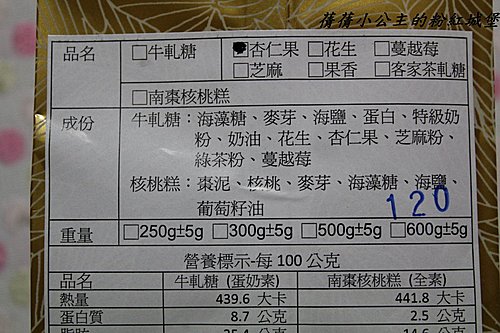 蒨蒨小公主的粉紅城堡
品名 □牛軋糖 ■杏仁果 □花生 □蔓越莓
□芝麻 □果香 □客家茶軋糖
□南棗核桃糕
成份 牛軋糖：海藻糖、麥芽、海鹽、蛋白、特級奶
粉、奶油、花生、杏仁果、芝麻粉、
綠茶粉、蔓越莓
核桃糕：棗泥、核桃、麥芽、海藻糖、海鹽、
葡萄籽油
120
重量 □250g±5g □300g±5g □500g±5g □600g±5g
營養標示-每 100 公克
品名 牛軋糖 (蛋奶素) 南棗核桃糕 (全素)
熱量 439.6 大卡 441.8 大卡
蛋白質 8.7 公克 2.5 公克